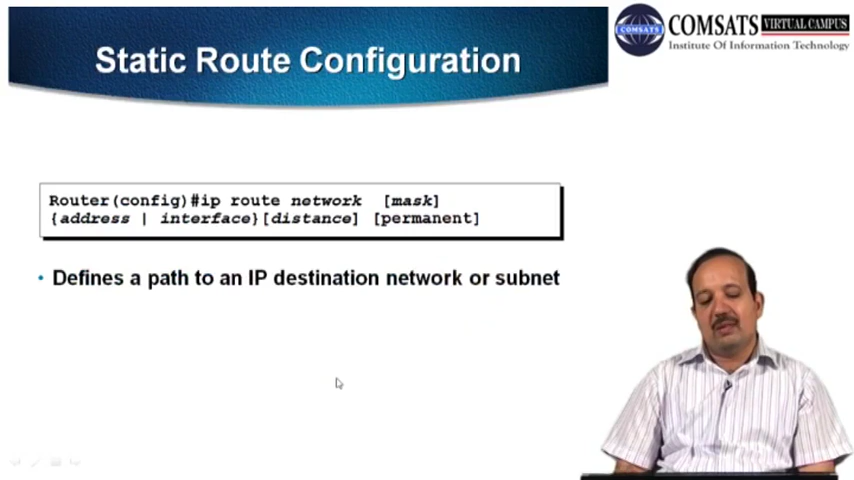 Static Route Configuration
COMSATS
COMSATS VIRTUAL CAMPUS
Institute Of Information Technology
Router(config)#ip route network [mask]
{address | interface}[distance] [permanent]
• Defines a path to an IP destination network or subnet